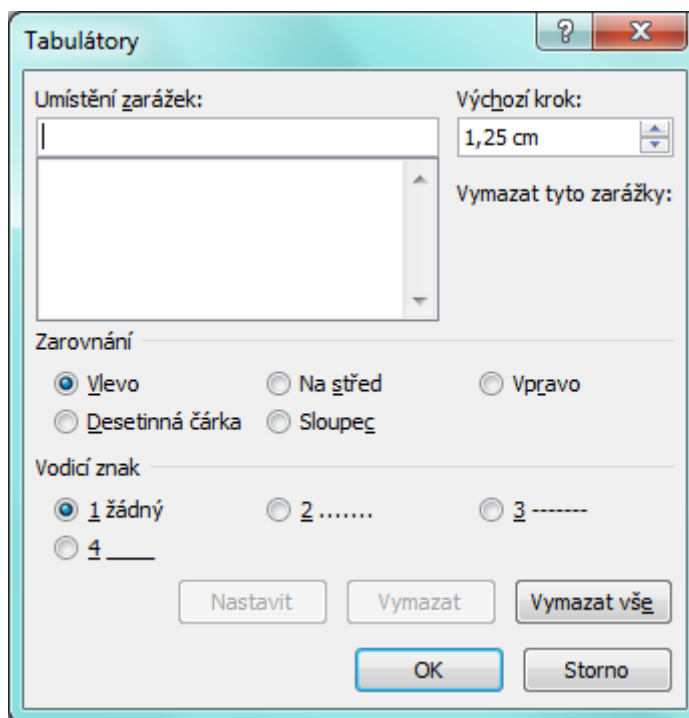 Tabulátory
Umístění zarážek:
Výchozí krok:
1,25 cm
Vymazat tyto zarážky:
Zarovnání
Vlevo Na střed Vpravo
Desetinná čárka Sloupec
Vodicí znak
1 žádný 2 ....... 3 -------
4 ____
Nastavit Vymazat Vymazat vše
OK Storno